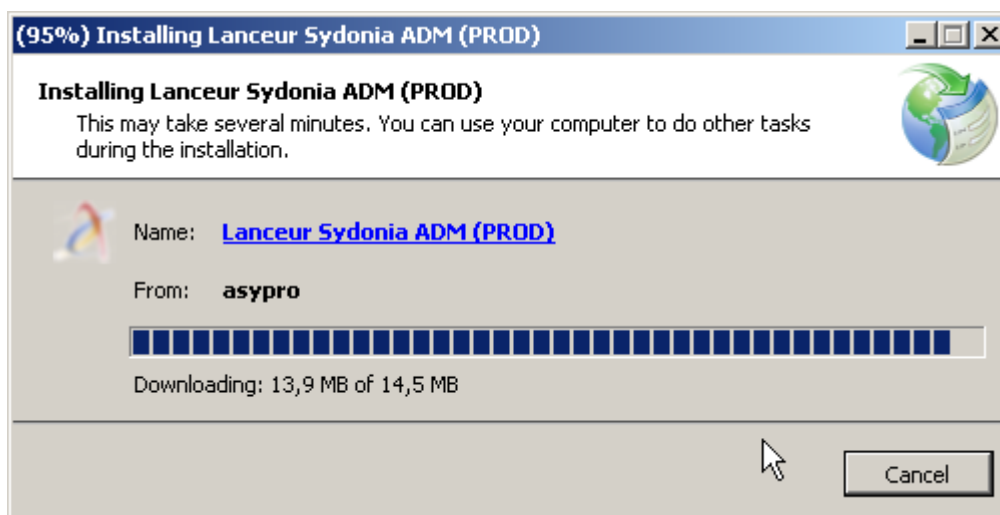 (95%) Installing Lanceur Sydonia ADM (PROD)
Installing Lanceur Sydonia ADM (PROD)
This may take several minutes. You can use your computer to do other tasks
during the installation.
Name: Lanceur Sydonia ADM (PROD)
From: asypro
Downloading: 13,9 MB of 14,5 MB
Cancel